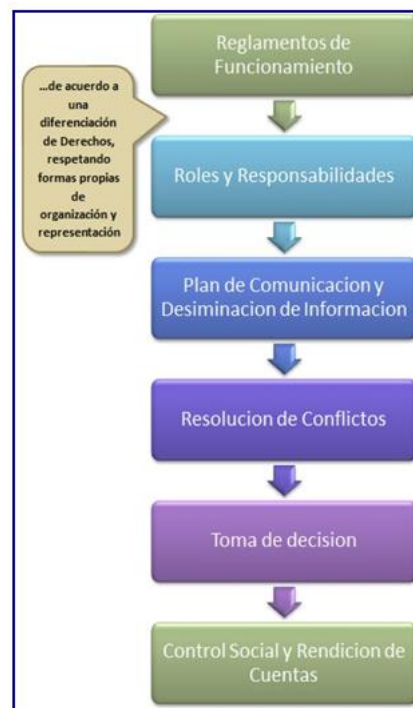 Reglamentos de
Funcionamiento
...de acuerdo a
una
diferenciación
de Derechos,
respetando
formas propias
de
organización y
representación
Roles y Responsabilidades
Plan de Comunicacion y
Desiminacion de Informacion
Resolucion de Conflictos
Toma de decision
Control Social y Rendicion de
Cuentas